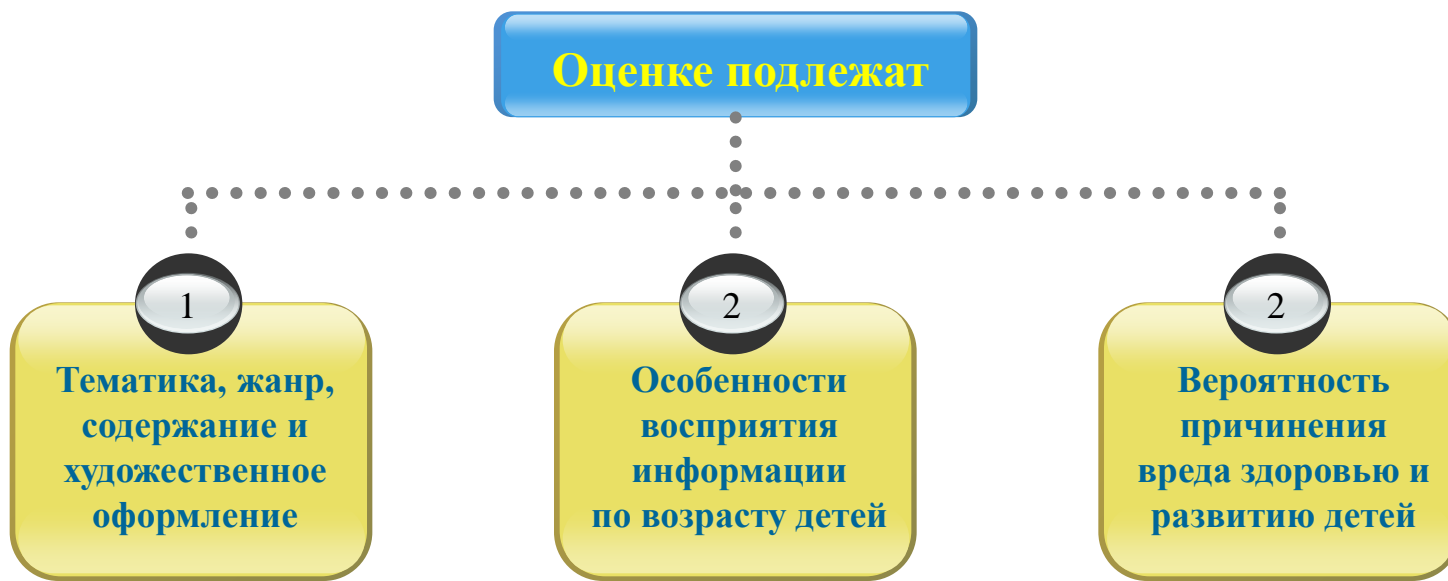 Оценке подлежат
1
Тематика, жанр,
содержание и
художественное
оформление
2
Особенности
восприятия
информации
по возрасту детей
2
Вероятность
причинения
вреда здоровью и
развитию детей